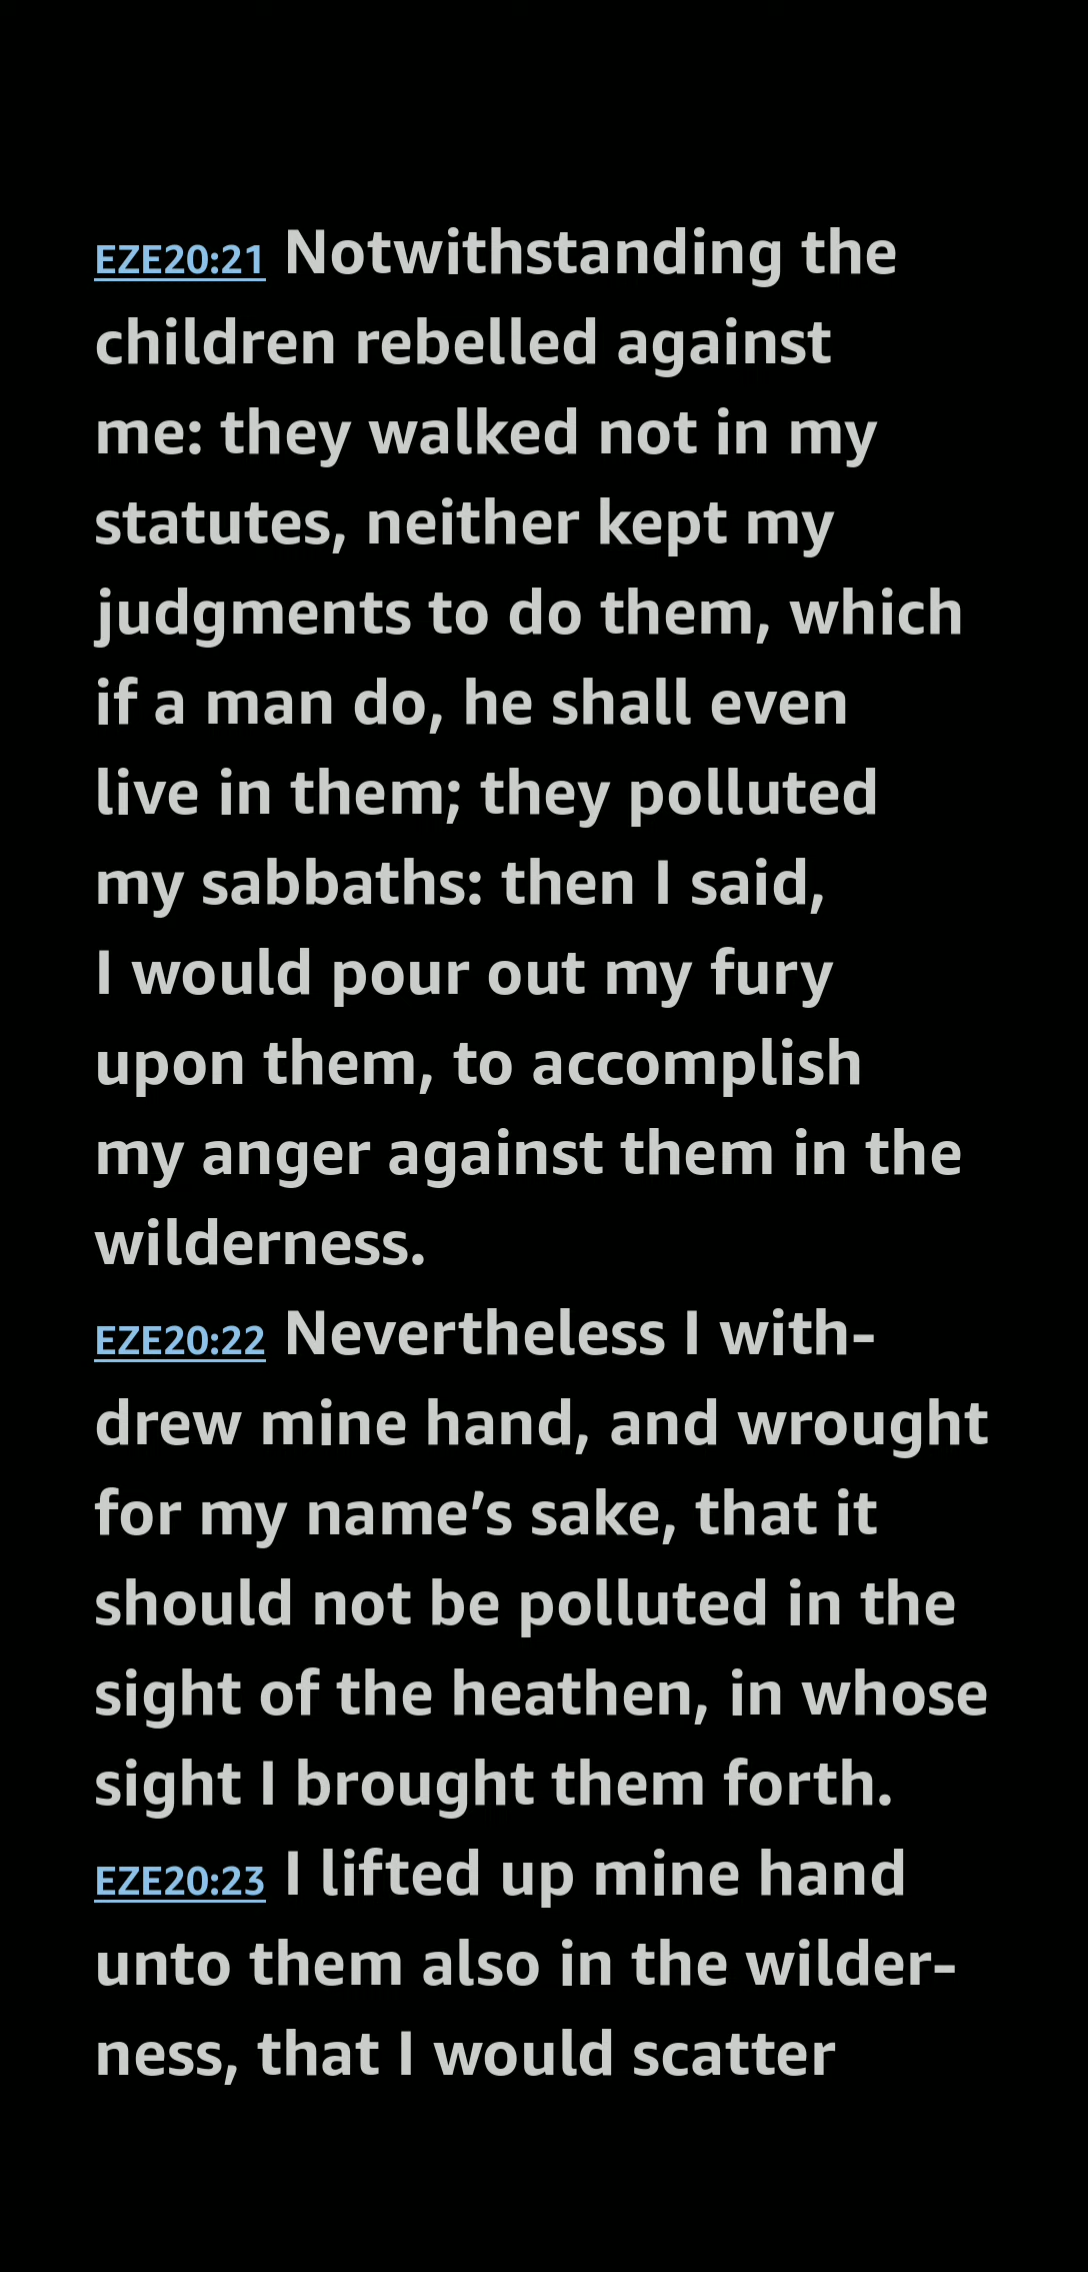 EZE20:21 Notwithstanding the
children rebelled against
me: they walked not in my
statutes, neither kept my
judgments to do them, which
if a man do, he shall even
live in them; they polluted
my sabbaths: then I said,
I would pour out my fury
upon them, to accomplish
my anger against them in the
wilderness.
EZE20:22 Nevertheless I with-
drew mine hand, and wrought
for my name’s sake, that it
should not be polluted in the
sight of the heathen, in whose
sight I brought them forth.
EZE20:23 I lifted up mine hand
unto them also in the wilder-
ness, that I would scatter